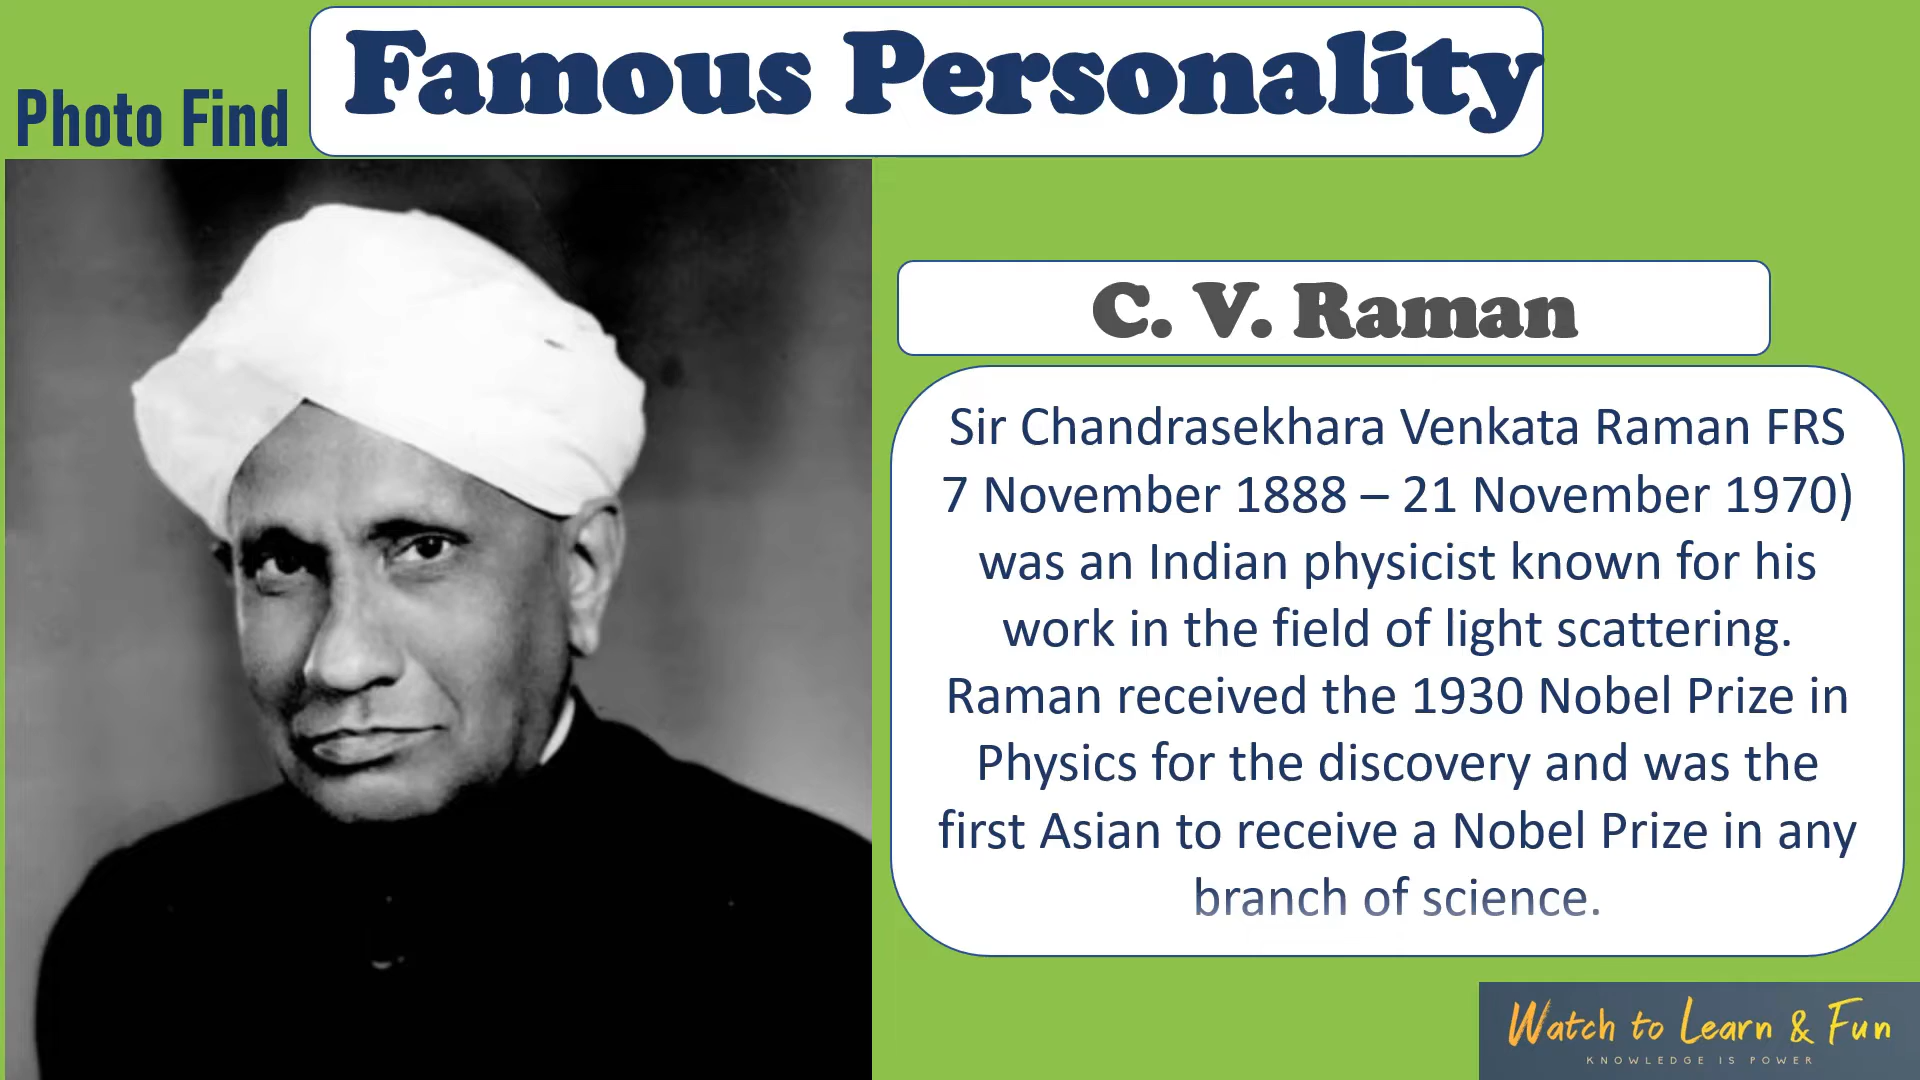 Photo Find
Famous Personality
C. V. Raman
Sir Chandrasekhara Venkata Raman FRS
7 November 1888 – 21 November 1970)
was an Indian physicist known for his
work in the field of light scattering.
Raman received the 1930 Nobel Prize in
Physics for the discovery and was the
first Asian to receive a Nobel Prize in any
branch of science.
Watch to Learn & Fun
KNOWLEDGE IS POWER